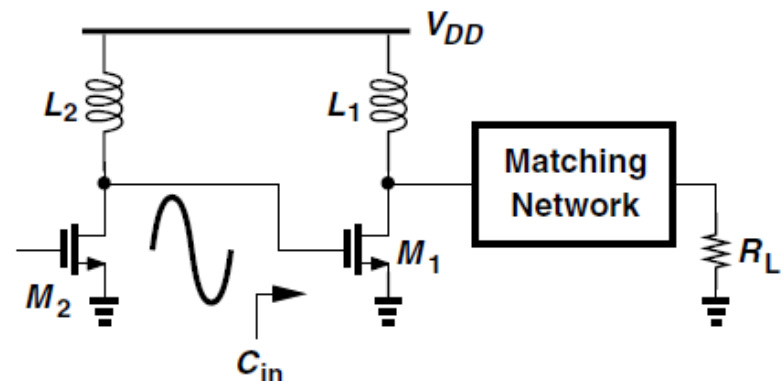 V_DD
L_2
L_1
Matching
Network
M_2
M_1
R_L
C_in